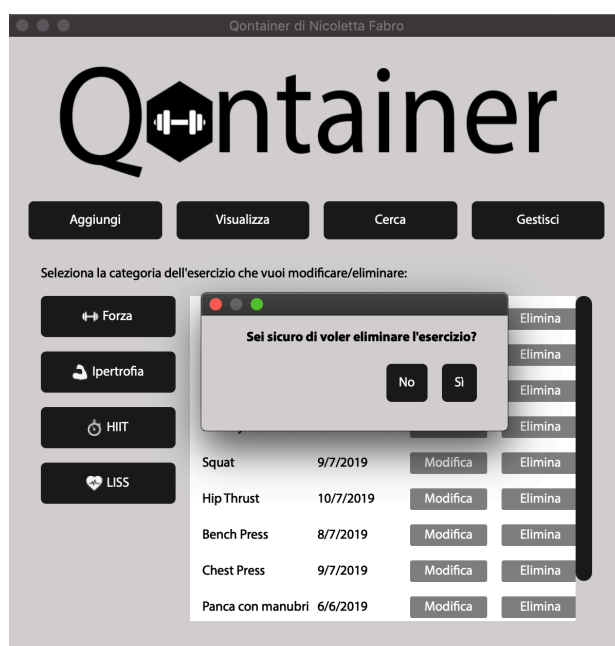 Qontainer di Nicoletta Fabro
Qontainer
Aggiungi Visualizza Cerca Gestisci
Seleziona la categoria dell'esercizio che vuoi modificare/eliminare:
Forza
Ipertrofia
HIIT
LISS
Sei sicuro di voler eliminare l'esercizio?
No Sì
Elimina
Elimina
Elimina
Elimina
Squat 9/7/2019 Modifica Elimina
Hip Thrust 10/7/2019 Modifica Elimina
Bench Press 8/7/2019 Modifica Elimina
Chest Press 9/7/2019 Modifica Elimina
Panca con manubri 6/6/2019 Modifica Elimina